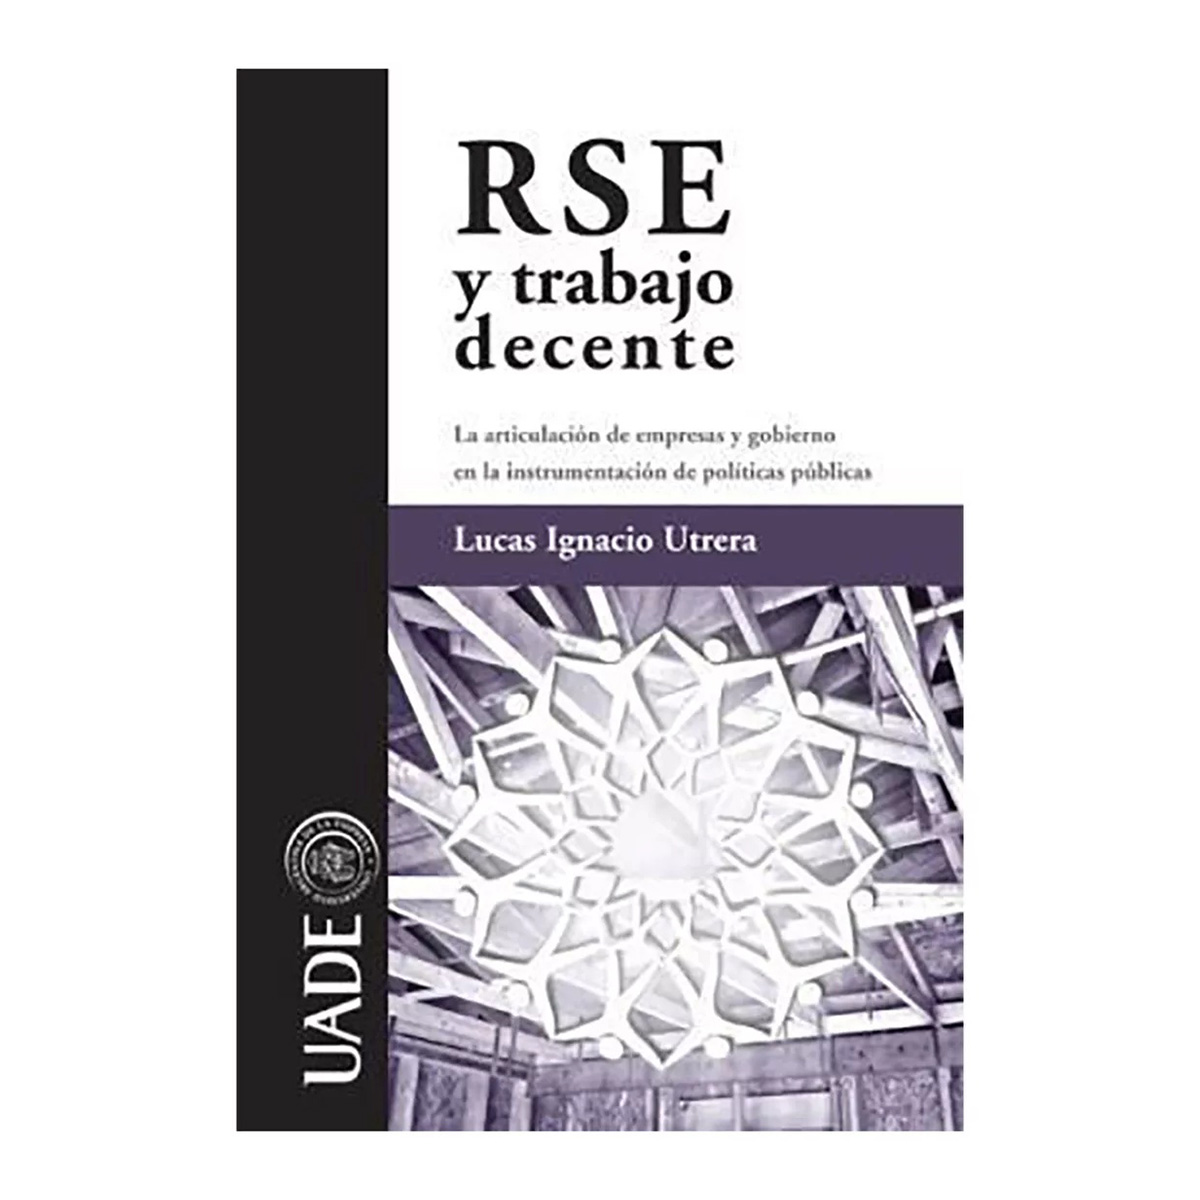 RSE
y trabajo
decente
La articulación de empresas y gobierno
en la instrumentación de políticas públicas
Lucas Ignacio Utrera
UADE